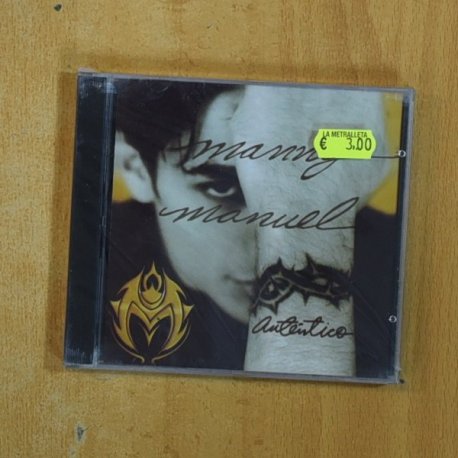 LA METRALLETA
€ 3,00
manny
manuel
auténtico